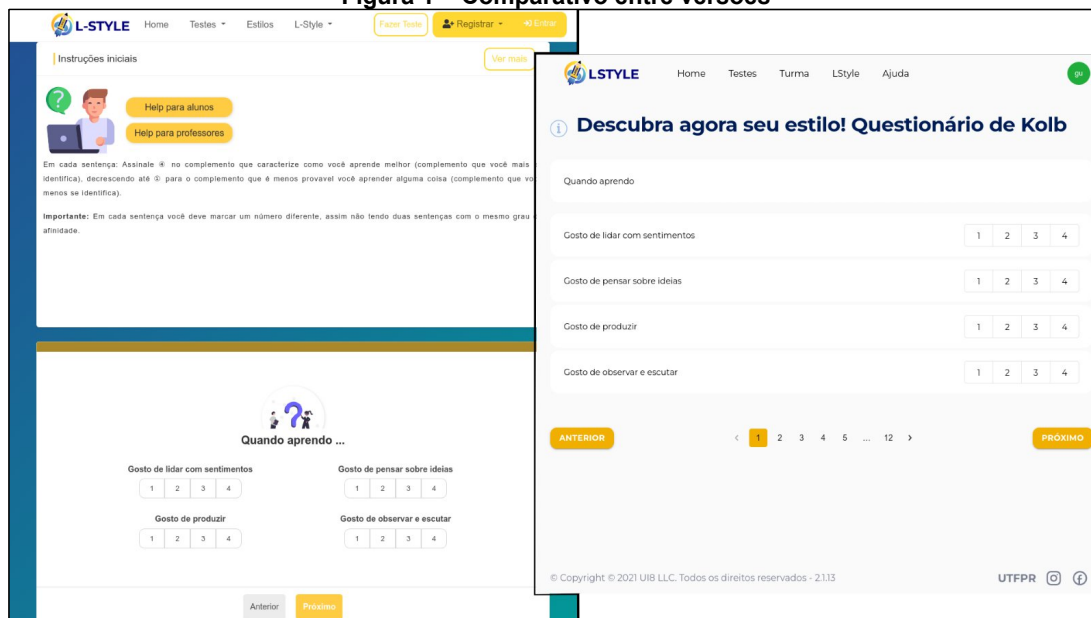 Figura 1 - Comparativo entre versões
L-STYLE Home Testes Estilos L-Style Fazer Teste Registrar Entrar
Instruções iniciais Ver mais
Help para alunos
Help para professores
Em cada sentença: Assinale ④ no complemento que caracterize como você aprende melhor (complemento que você mais
identifica), decrescendo até ① para o complemento que é menos provavel você aprender alguma coisa (complemento que
menos se identifica).
Importante: Em cada sentença você deve marcar um número diferente, assim não tendo duas sentenças com o mesmo grau
afinidade.
Quando aprendo ...
Gosto de lidar com sentimentos Gosto de pensar sobre ideias
1 2 3 4 1 2 3 4
Gosto de produzir Gosto de observar e escutar
1 2 3 4 1 2 3 4
Anterior Próximo
LSTYLE Home Testes Turma LStyle Ajuda gu
Descubra agora seu estilo! Questionário de Kolb
Quando aprendo
Gosto de lidar com sentimentos 1 2 3 4
Gosto de pensar sobre ideias 1 2 3 4
Gosto de produzir 1 2 3 4
Gosto de observar e escutar 1 2 3 4
ANTERIOR < 1 2 3 4 5 ... 12 > PRÓXIMO
© Copyright © 2021 UI8 LLC. Todos os direitos reservados - 2.1.13 UTFPR